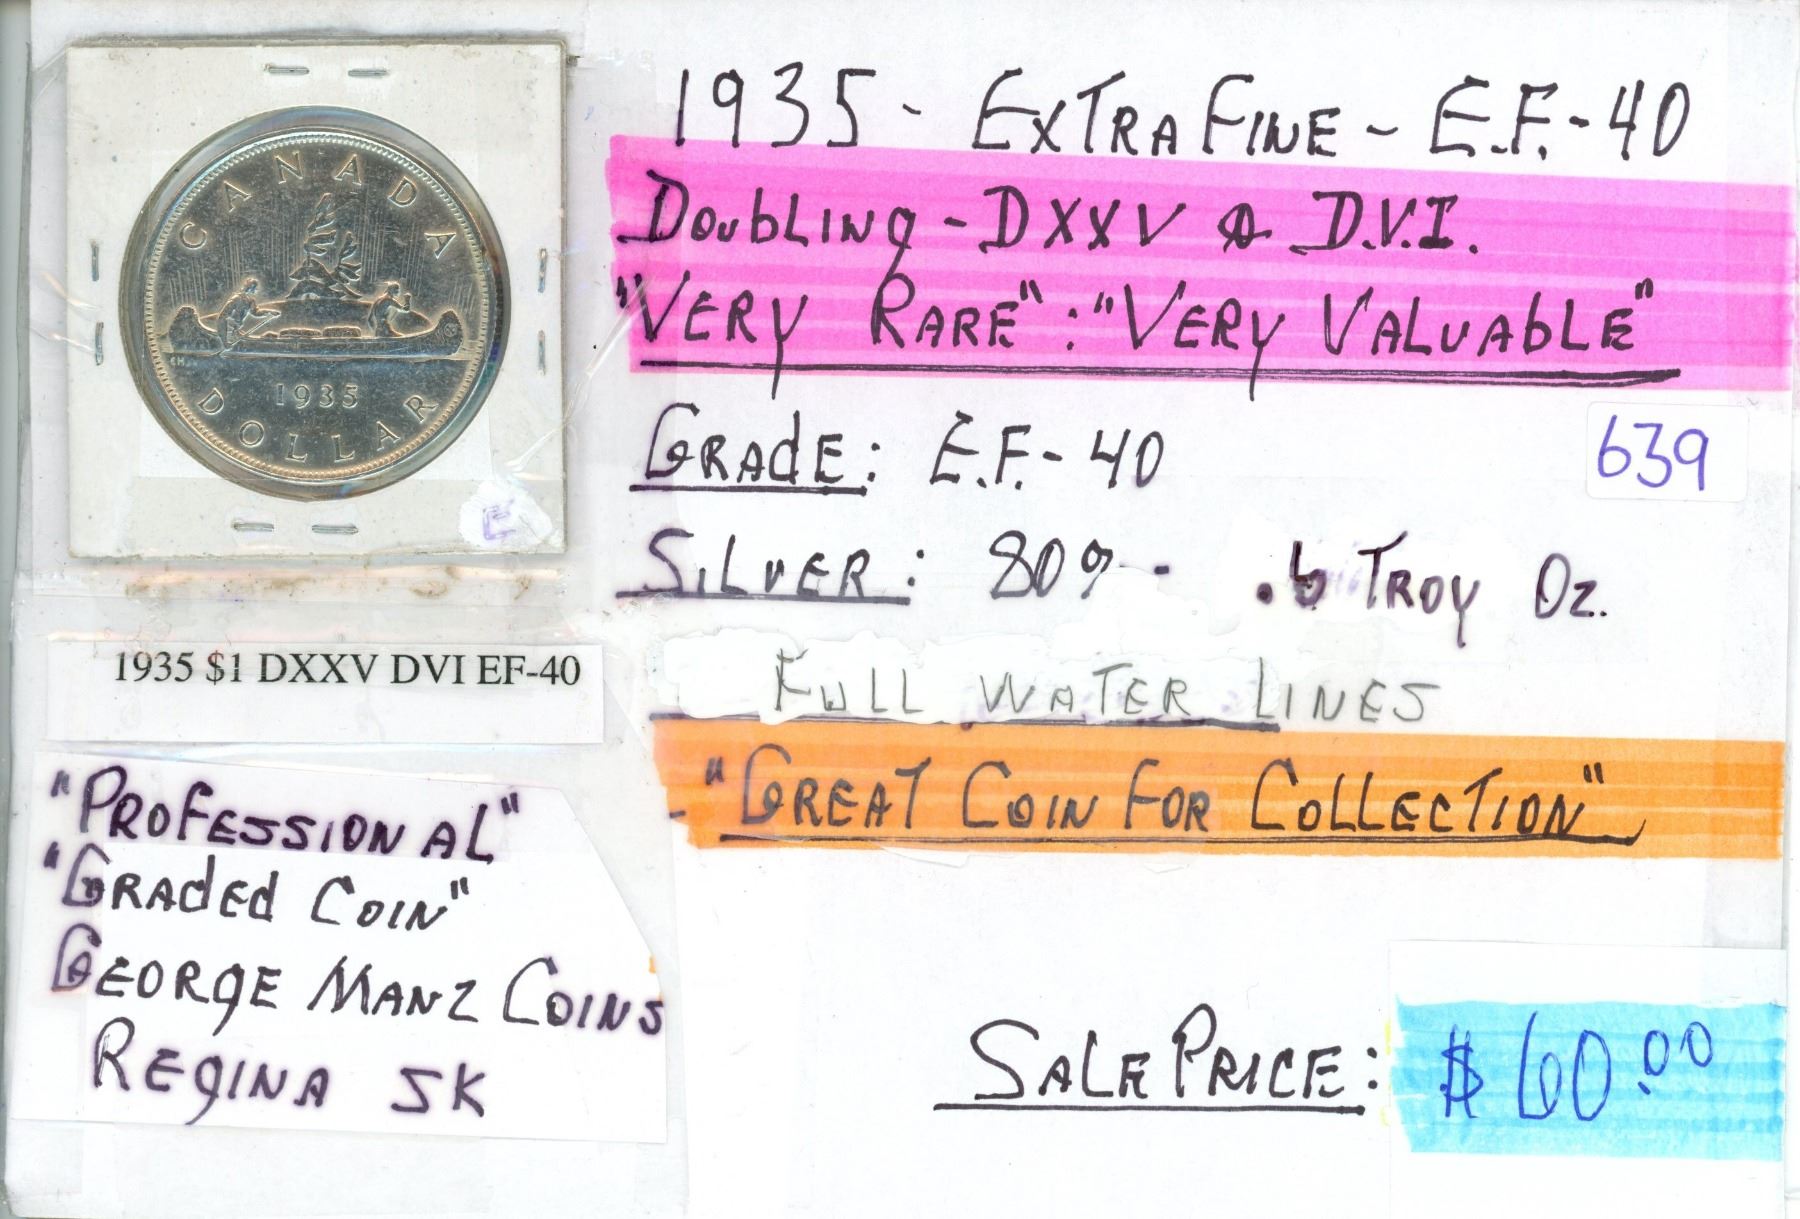 CANADA
1935
DOLLAR
E
1935 $1 DXXV DVI EF-40
"PROFESSIONAL"
"GRADED COIN"
GEORGE MANZ COINS
REGINA SK
1935 - EXTRA FINE - E.F.-40
DOUBLING - DXXV & D.V.I.
"VERY RARE" : "VERY VALUABLE"
GRADE: E.F.-40
639
SILVER: 80% - .6 TROY OZ.
FULL WATER LINES
- "GREAT COIN FOR COLLECTION"
SALE PRICE: $60.00